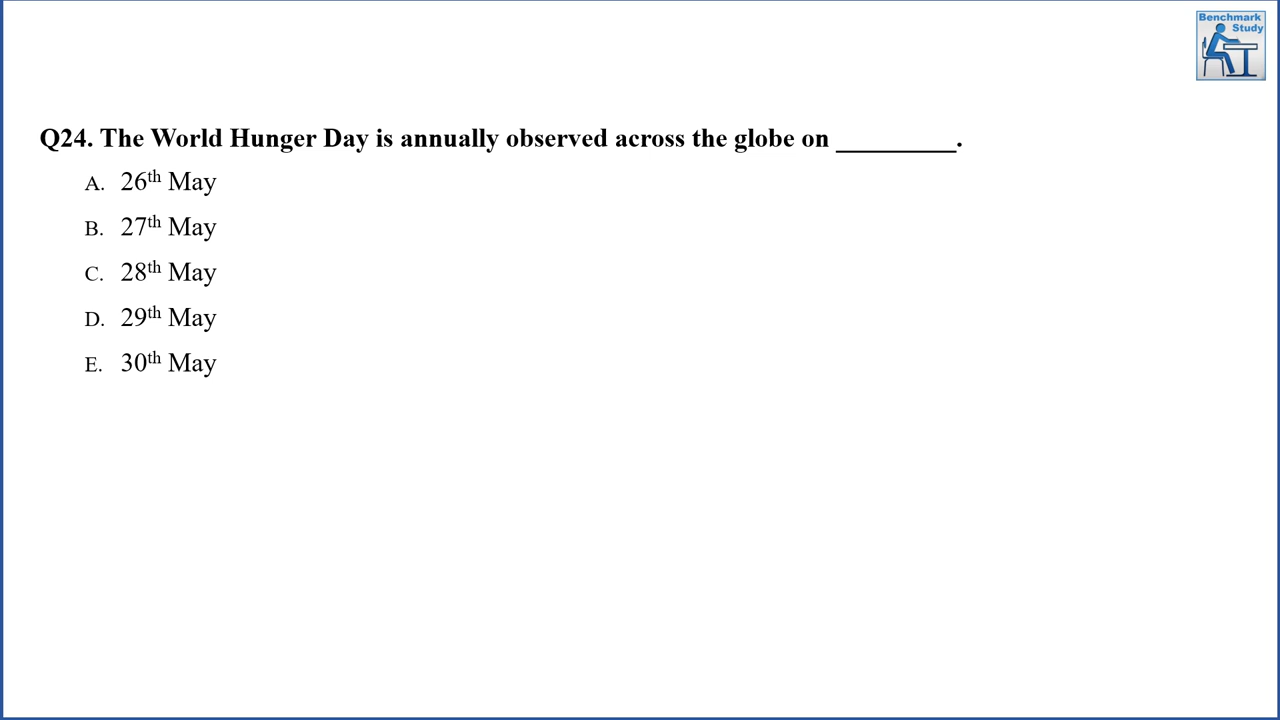 Benchmark
Study
Q24. The World Hunger Day is annually observed across the globe on _________.
A. 26th May
B. 27th May
C. 28th May
D. 29th May
E. 30th May